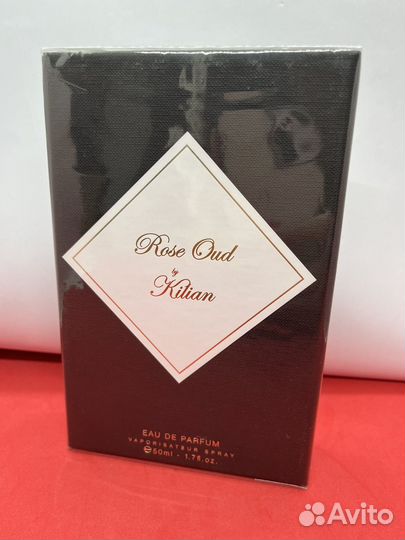 Rose Oud
by
Kilian
EAU DE PARFUM
VAPORISATEUR SPRAY
℮50ml - 1.7fl.oz.
Avito